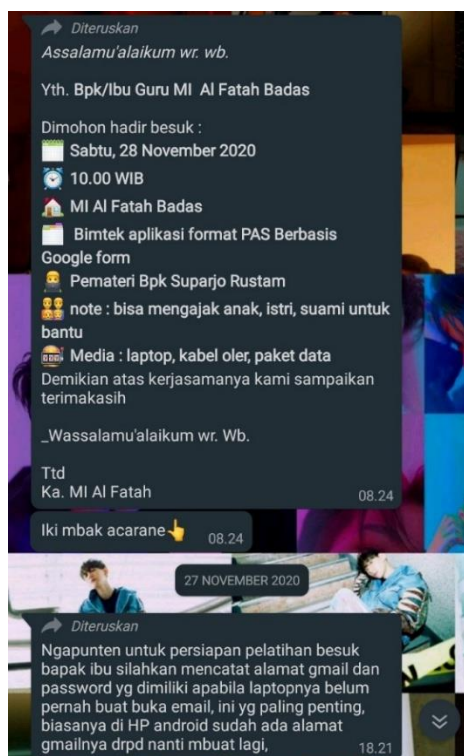 Diteruskan
Assalamu'alaikum wr. wb.
Yth. Bpk/Ibu Guru MI Al Fatah Badas
Dimohon hadir besuk :
Sabtu, 28 November 2020
10.00 WIB
MI Al Fatah Badas
Bimtek aplikasi format PAS Berbasis
Google form
Pemateri Bpk Suparjo Rustam
note : bisa mengajak anak, istri, suami untuk
bantu
Media : laptop, kabel oler, paket data
Demikian atas kerjasamanya kami sampaikan
terimakasih
_Wassalamu'alaikum wr. Wb.
Ttd
Ka. MI Al Fatah
08.24
Iki mbak acarane👆
08.24
27 NOVEMBER 2020
Diteruskan
Ngapunten untuk persiapan pelatihan besuk
bapak ibu silahkan mencatat alamat gmail dan
password yg dimiliki apabila laptopnya belum
pernah buat buka email, ini yg paling penting,
biasanya di HP android sudah ada alamat
gmailnya drpd nanti mbuat lagi,
18.21